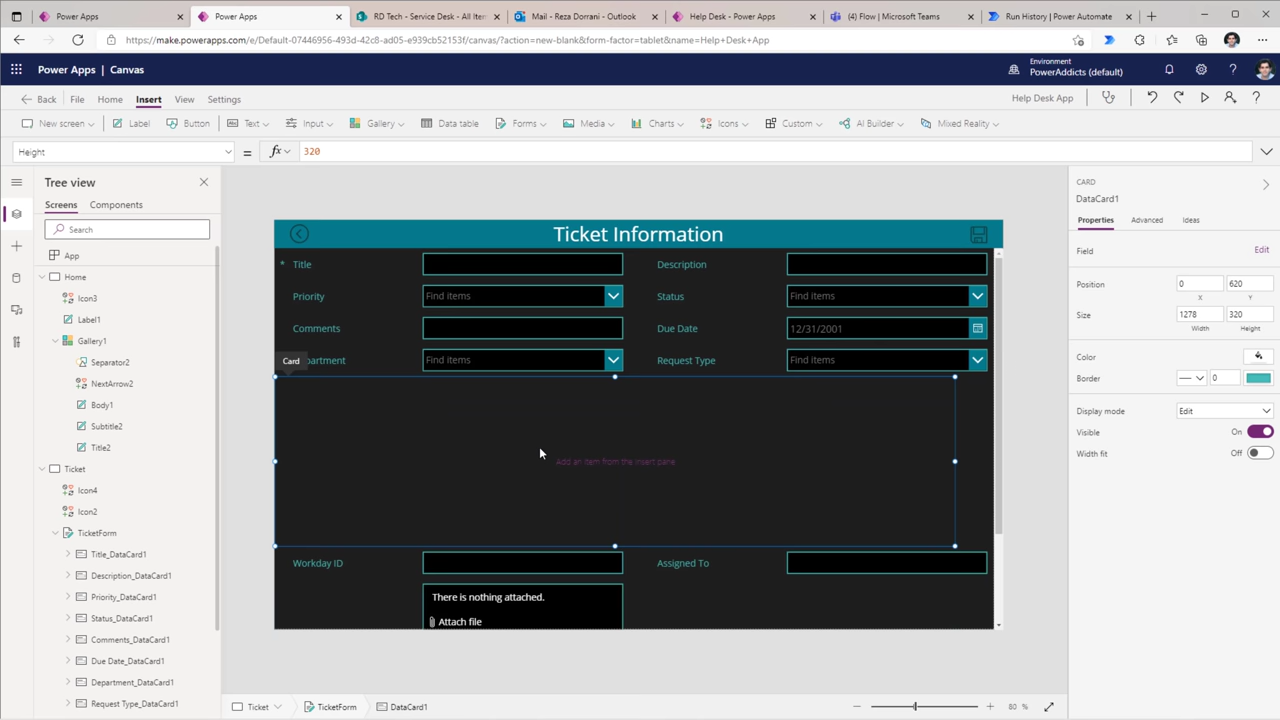 Power Apps
Power Apps
RD Tech - Service Desk - All Item
Mail - Reza Dorrani - Outlook
Help Desk - Power Apps
(4) Flow | Microsoft Teams
Run History | Power Automate
https://make.powerapps.com/e/Default-07446956-493d-42c8-ad05-e939cb52153f/canvas/?action=new-blank&form-factor=tablet&name=Help+Desk+App
Power Apps | Canvas
Environment
PowerAddicts (default)
Back
File
Home
Insert
View
Settings
Help Desk App
New screen
Label
Button
Text
Input
Gallery
Data table
Forms
Media
Charts
Icons
Custom
AI Builder
Mixed Reality
Height
= fx 320
Tree view
Screens
Components
Search
App
Home
Icon3
Label1
Gallery1
Separator2
NextArrow2
Body1
Subtitle2
Title2
Ticket
Icon4
Icon2
TicketForm
Title_DataCard1
Description_DataCard1
Priority_DataCard1
Status_DataCard1
Comments_DataCard1
Due Date_DataCard1
Department_DataCard1
Request Type_DataCard1
Ticket Information
* Title
Description
Priority
Find items
Status
Find items
Comments
Due Date
12/31/2001
Card
artment
Find items
Request Type
Find items
Add an item from the insert pane
Workday ID
Assigned To
There is nothing attached.
Attach file
Ticket
TicketForm
DataCard1
80 %
CARD
DataCard1
Properties
Advanced
Ideas
Field
Edit
Position
0
620
X
Y
Size
1278
320
Width
Height
Color
Border
0
Display mode
Edit
Visible
On
Width fit
Off